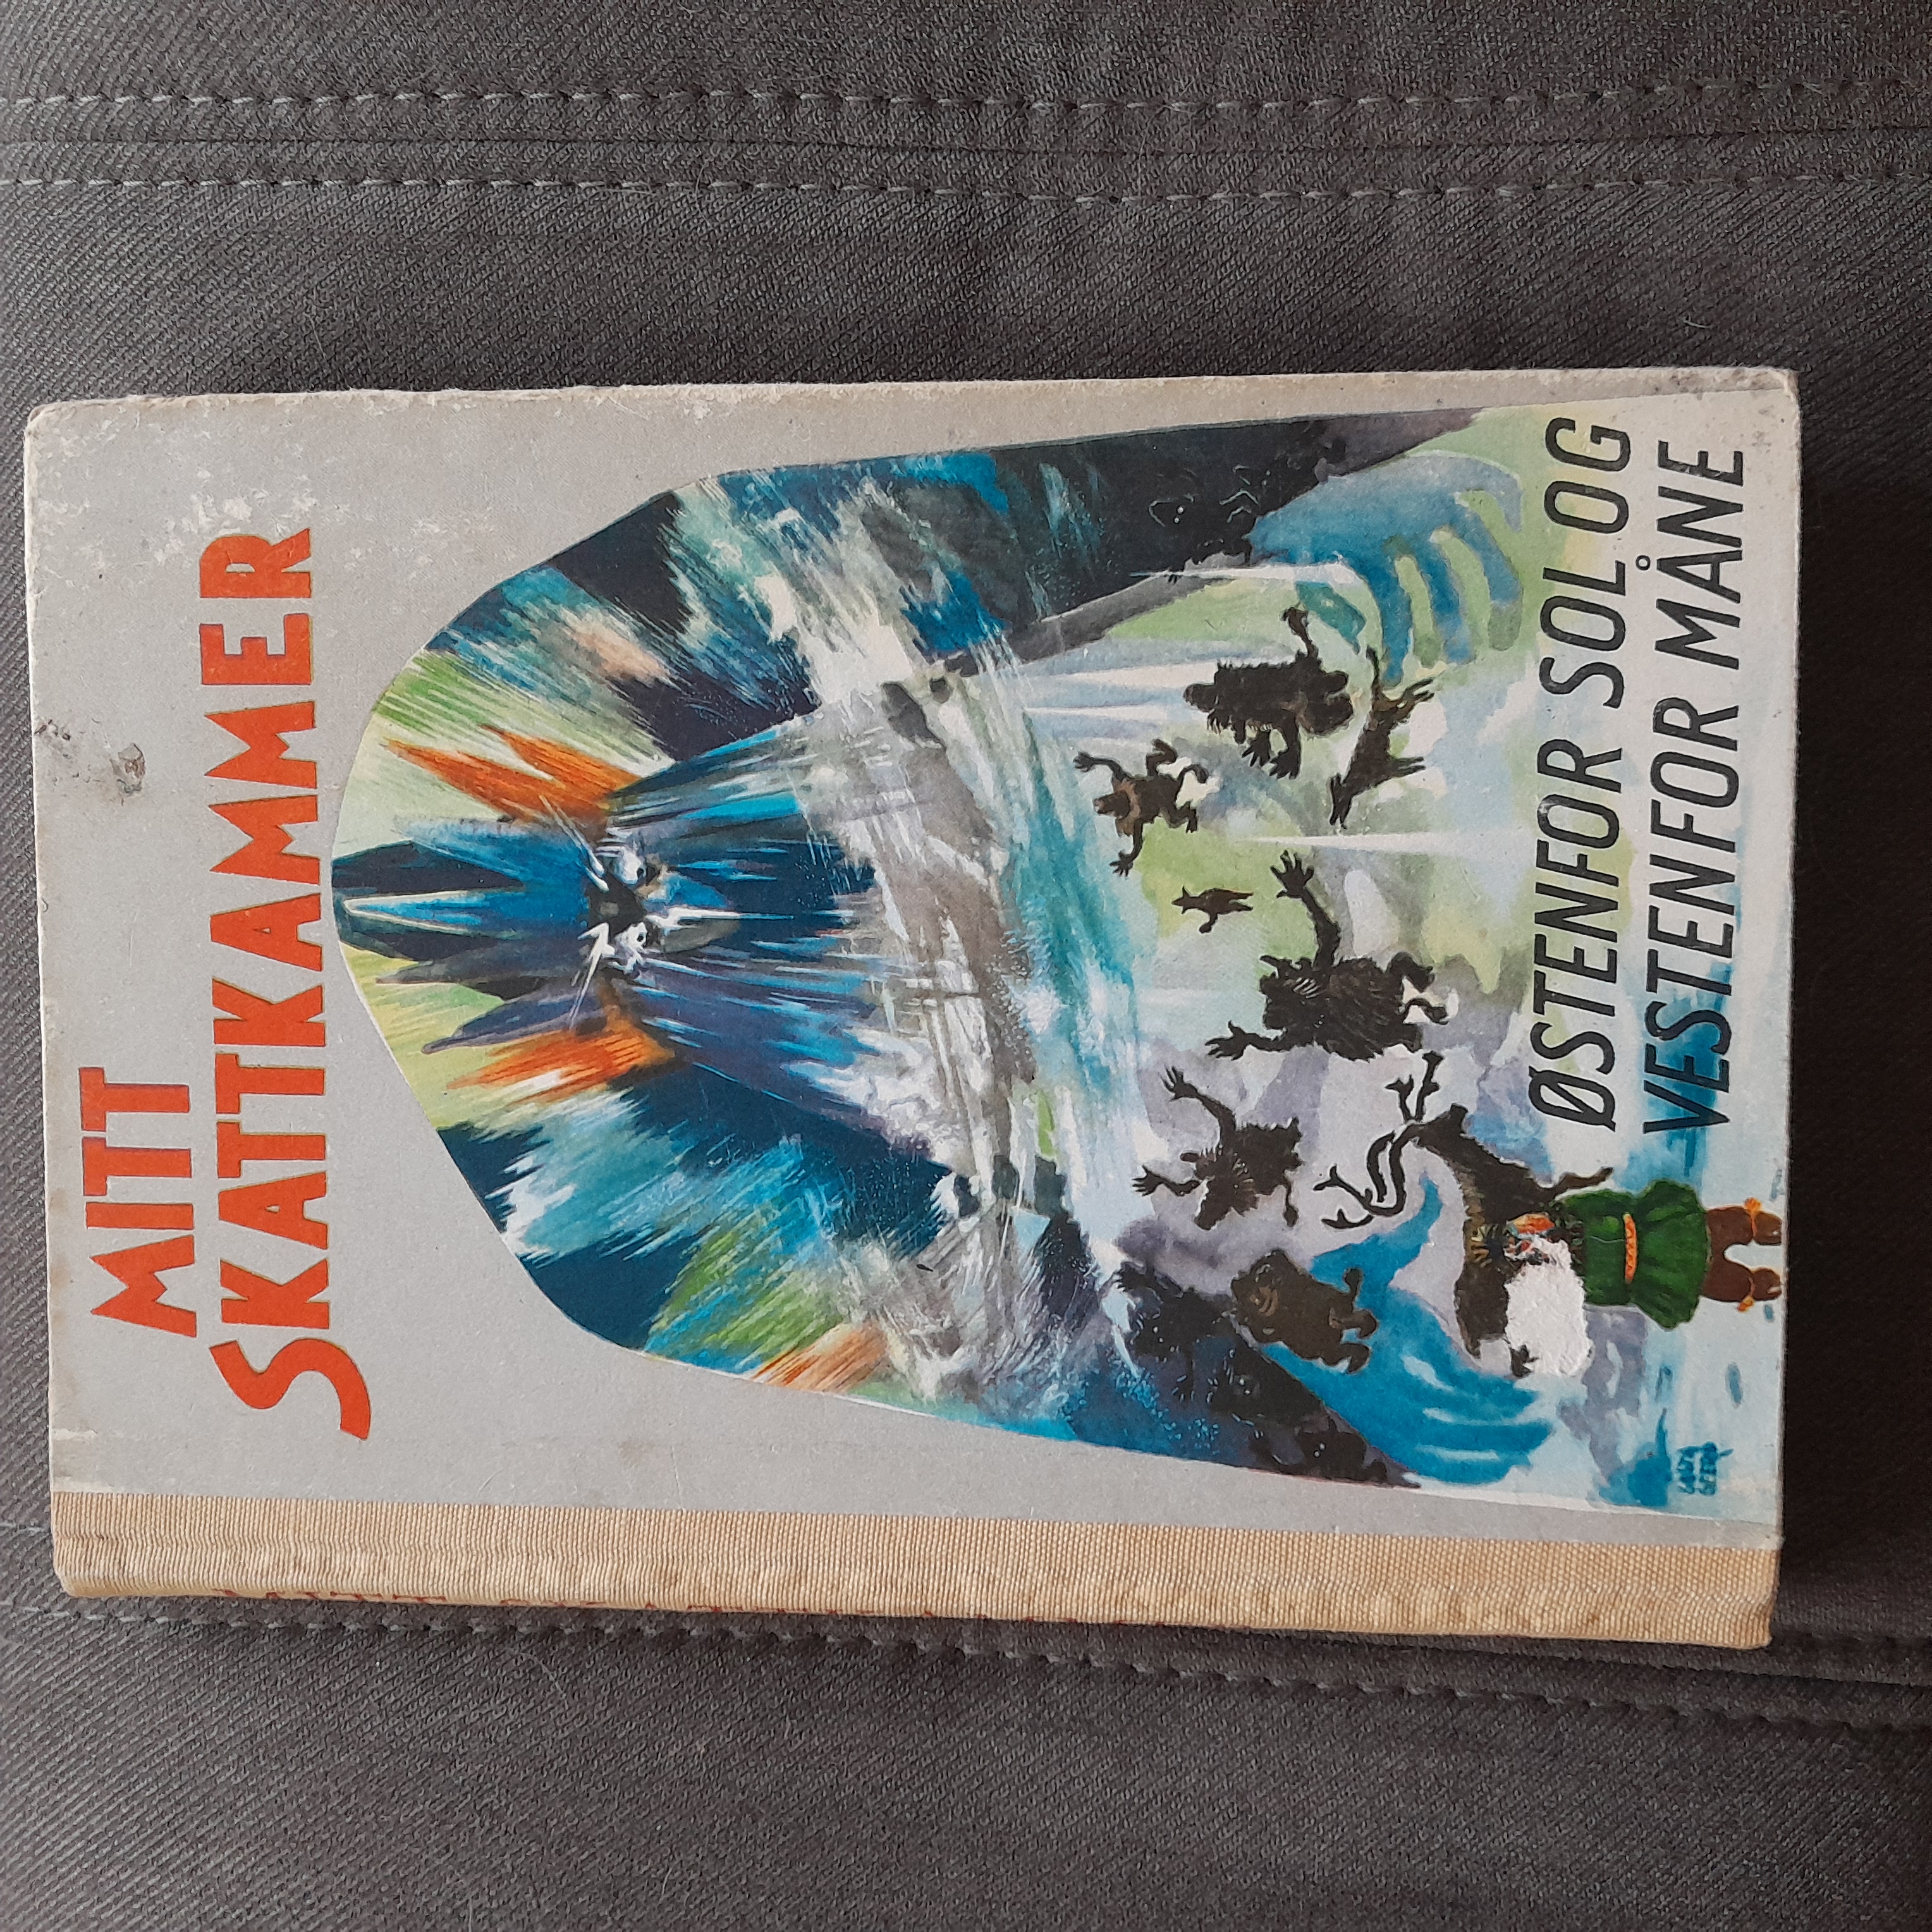 MITT
SKATTKAMMER
ØSTENFOR SOL OG
VESTENFOR MÅNE